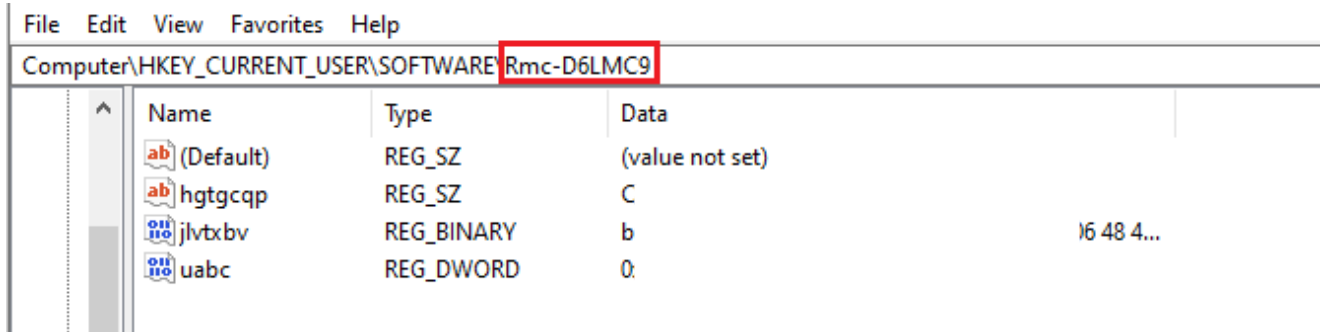 File Edit View Favorites Help
Computer\HKEY_CURRENT_USER\SOFTWARE\Rmc-D6LMC9
Name Type Data
(Default) REG_SZ (value not set)
hgtgcqp REG_SZ C
jlvtxbv REG_BINARY b 06 48 4...
uabc REG_DWORD 0